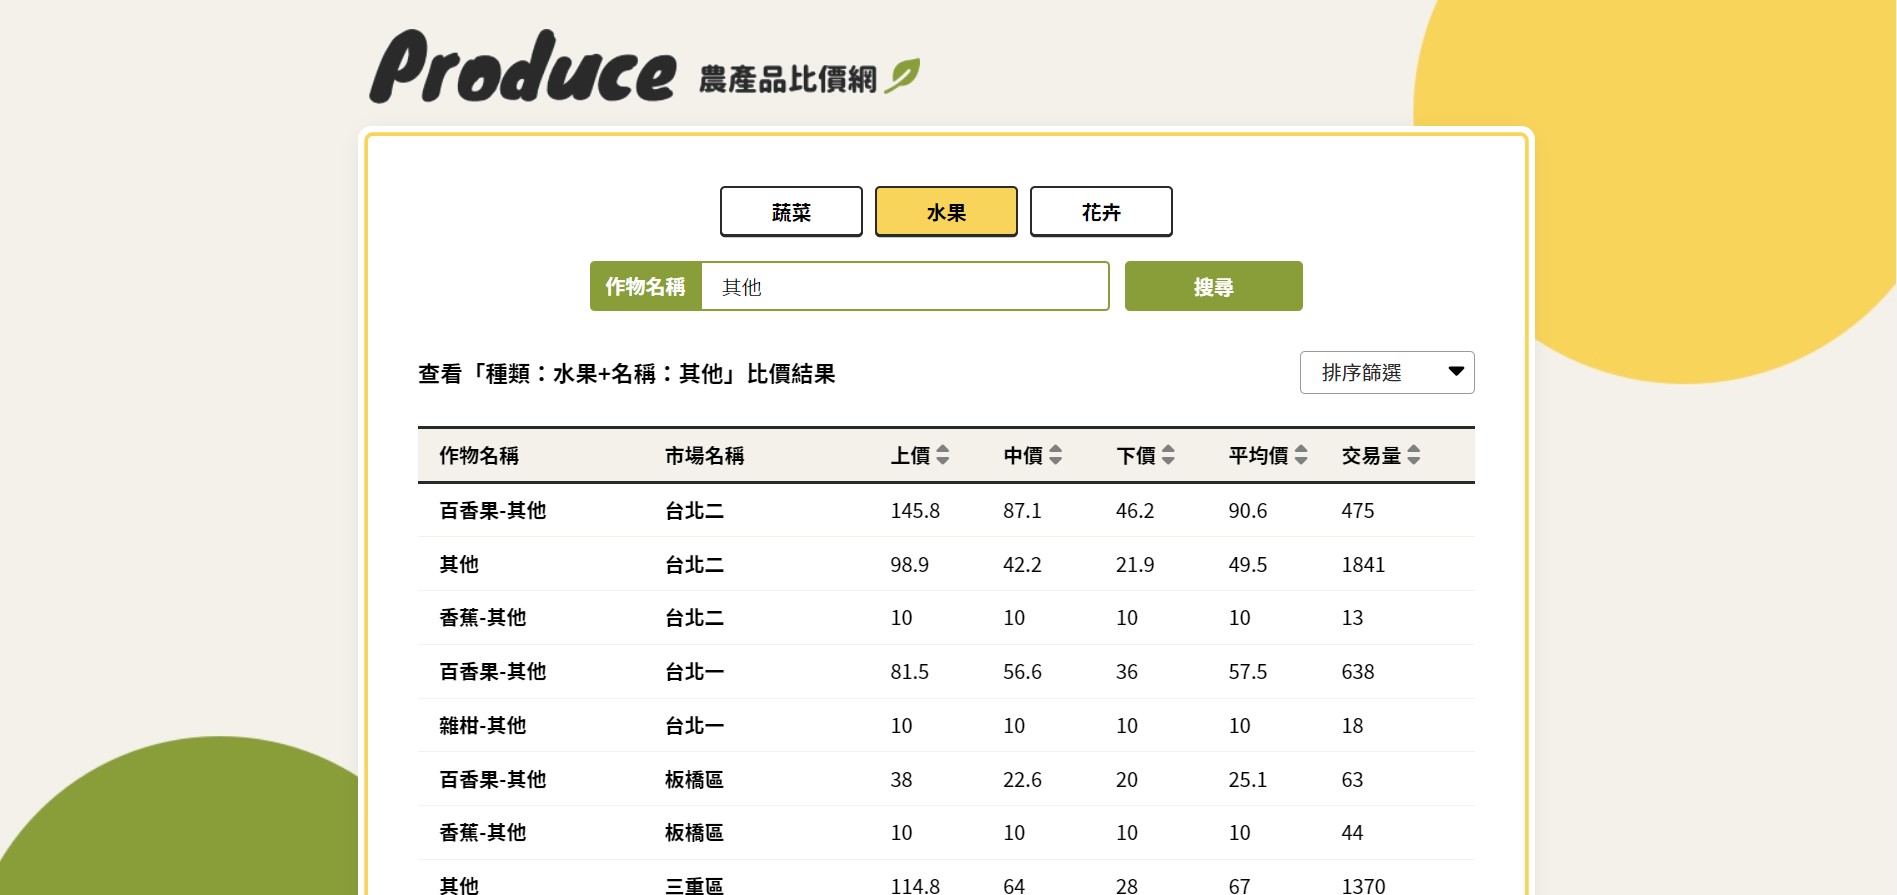 Produce 農產品比價網
蔬菜 水果 花卉
作物名稱 其他 搜尋
查看「種類：水果+名稱：其他」比價結果 排序篩選
作物名稱 市場名稱 上價 中價 下價 平均價 交易量
百香果-其他 台北二 145.8 87.1 46.2 90.6 475
其他 台北二 98.9 42.2 21.9 49.5 1841
香蕉-其他 台北二 10 10 10 10 13
百香果-其他 台北一 81.5 56.6 36 57.5 638
雜柑-其他 台北一 10 10 10 10 18
百香果-其他 板橋區 38 22.6 20 25.1 63
香蕉-其他 板橋區 10 10 10 10 44
其他 三重區 114.8 64 28 67 1370